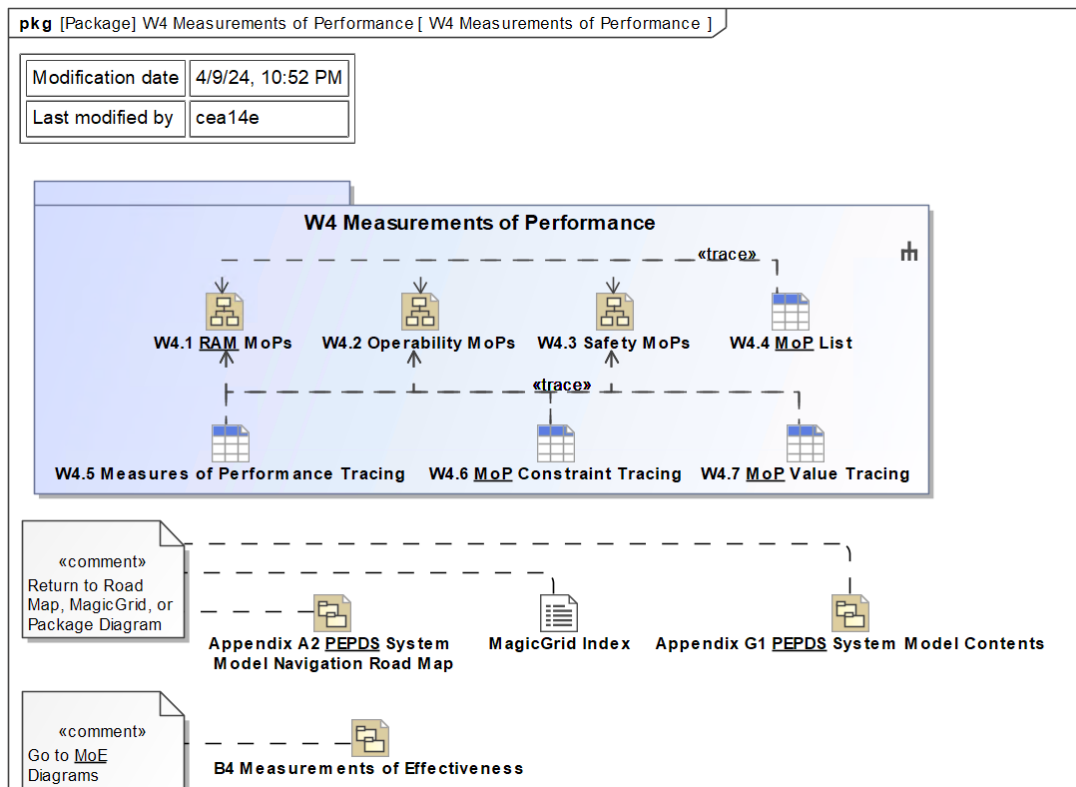 pkg [Package] W4 Measurements of Performance [ W4 Measurements of Performance ]
Modification date 4/9/24, 10:52 PM
Last modified by cea14e
W4 Measurements of Performance
«trace»
W4.1 RAM MoPs W4.2 Operability MoPs W4.3 Safety MoPs W4.4 MoP List
«trace»
W4.5 Measures of Performance Tracing W4.6 MoP Constraint Tracing W4.7 MoP Value Tracing
«comment»
Return to Road
Map, MagicGrid, or
Package Diagram
Appendix A2 PEPDS System
Model Navigation Road Map
MagicGrid Index
Appendix G1 PEPDS System Model Contents
«comment»
Go to MoE
Diagrams
B4 Measurements of Effectiveness